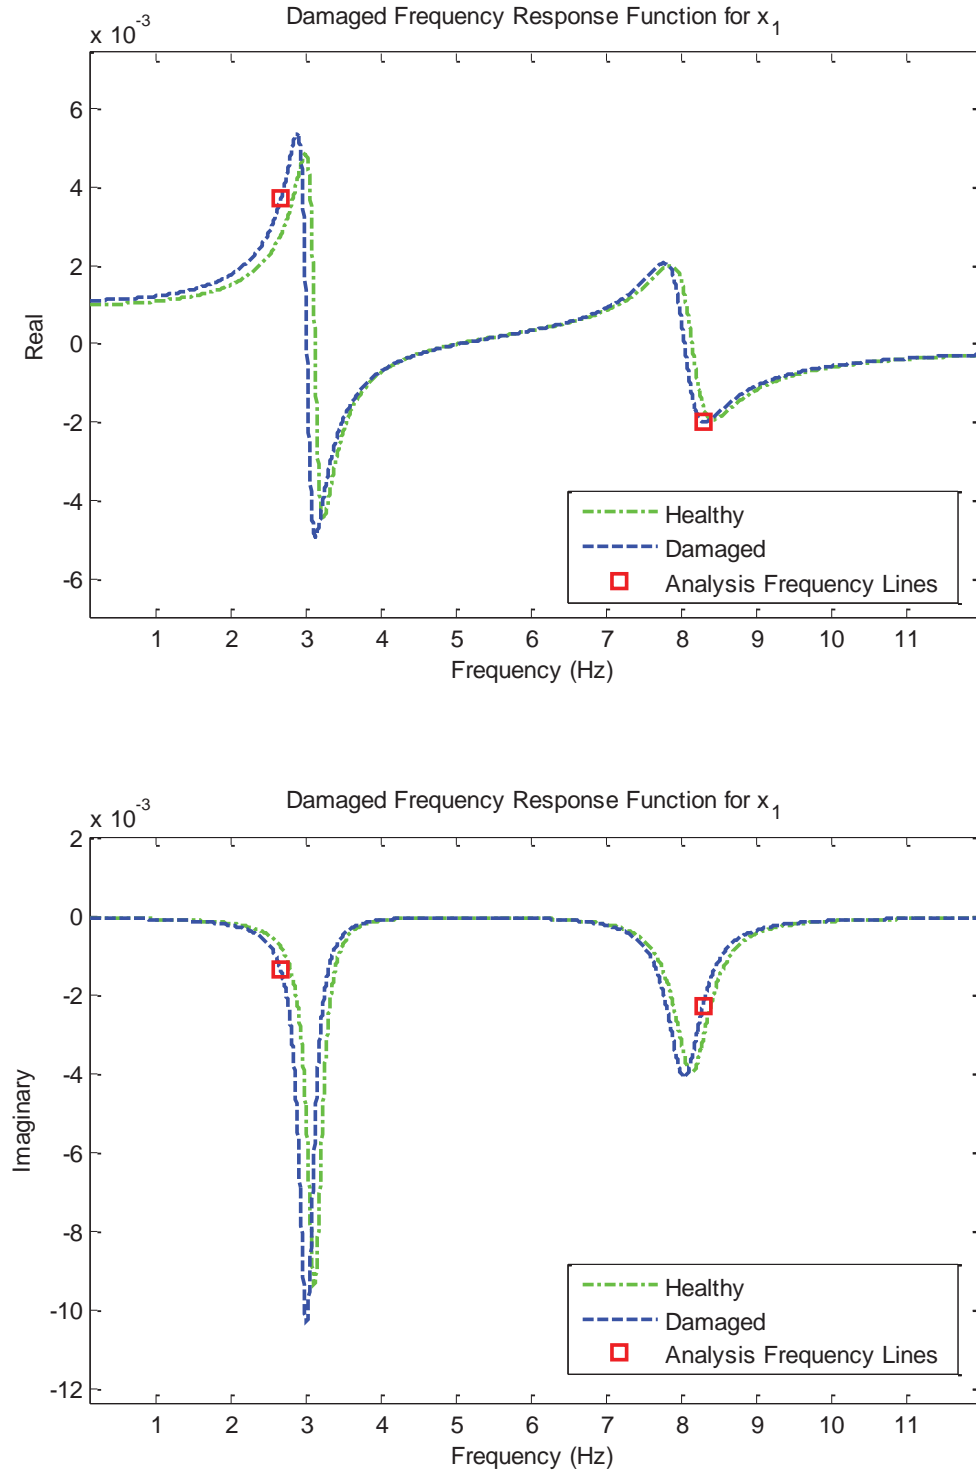 Damaged Frequency Response Function for x1
x 10-3
6
4
2
0
-2
-4
-6
Real
1 2 3 4 5 6 7 8 9 10 11
Frequency (Hz)
Healthy
Damaged
Analysis Frequency Lines
Damaged Frequency Response Function for x1
x 10-3
2
0
-2
-4
-6
-8
-10
-12
Imaginary
1 2 3 4 5 6 7 8 9 10 11
Frequency (Hz)
Healthy
Damaged
Analysis Frequency Lines